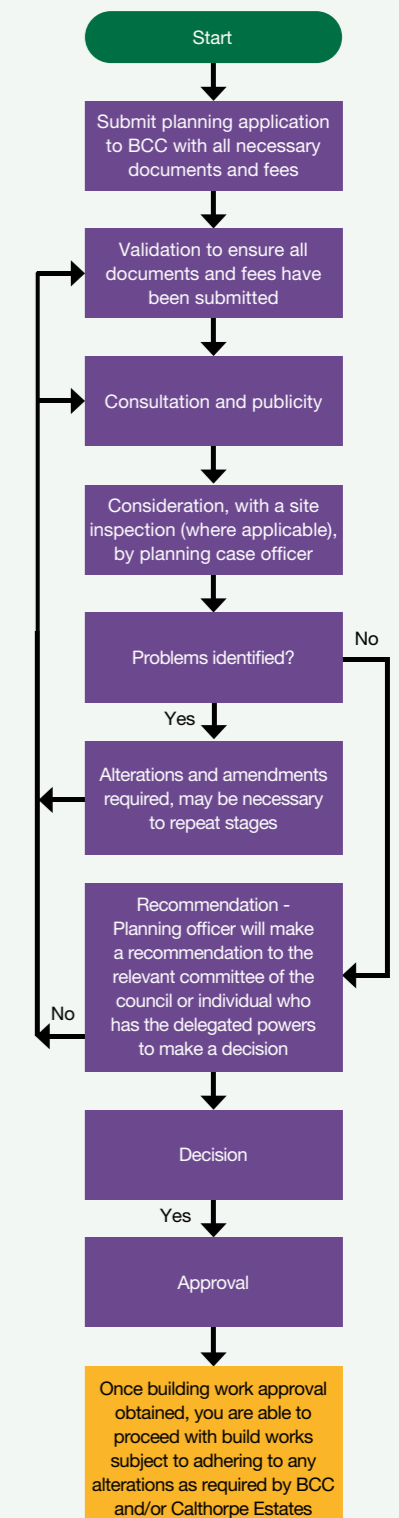 Start
Submit planning application
to BCC with all necessary
documents and fees
Validation to ensure all
documents and fees have
been submitted
Consultation and publicity
Consideration, with a site
inspection (where applicable),
by planning case officer
Problems identified?
No
Yes
Alterations and amendments
required, may be necessary
to repeat stages
Recommendation -
Planning officer will make
a recommendation to the
relevant committee of the
council or individual who
has the delegated powers
to make a decision
No
Decision
Yes
Approval
Once building work approval
obtained, you are able to
proceed with build works
subject to adhering to any
alterations as required by BCC
and/or Calthorpe Estates